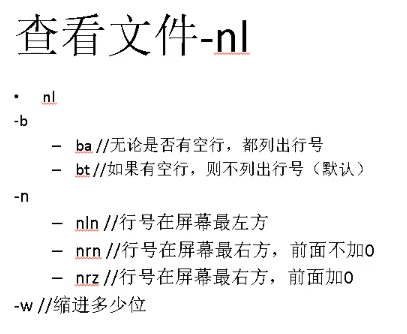 查看文件-nl
• nl
-b
– ba //无论是否有空行，都列出行号
– bt //如果有空行，则不列出行号（默认）
-n
– nln //行号在屏幕最左方
– nrn //行号在屏幕最右方，前面不加0
– nrz //行号在屏幕最右方，前面加0
-w //缩进多少位